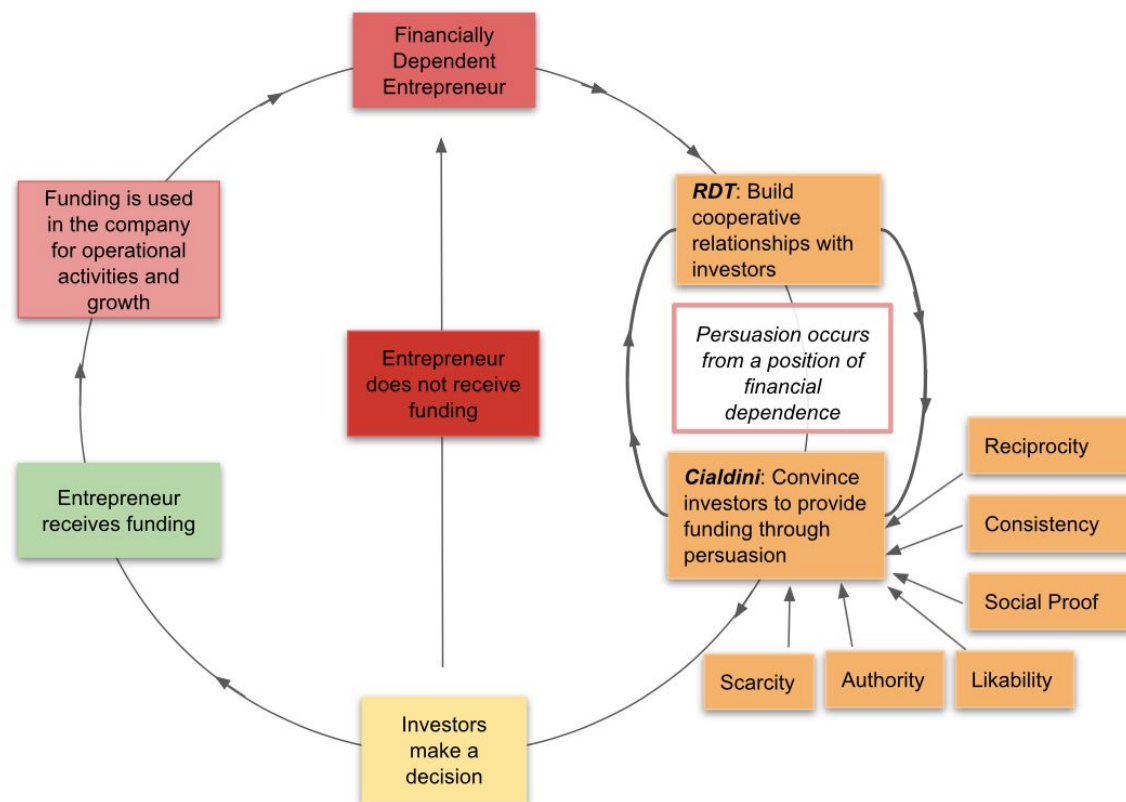 Financially
Dependent
Entrepreneur
RDT: Build
cooperative
relationships with
investors
Persuasion occurs
from a position of
financial
dependence
Cialdini: Convince
investors to provide
funding through
persuasion
Reciprocity
Consistency
Social Proof
Likability
Authority
Scarcity
Investors
make a
decision
Entrepreneur
does not receive
funding
Entrepreneur
receives funding
Funding is used
in the company
for operational
activities and
growth